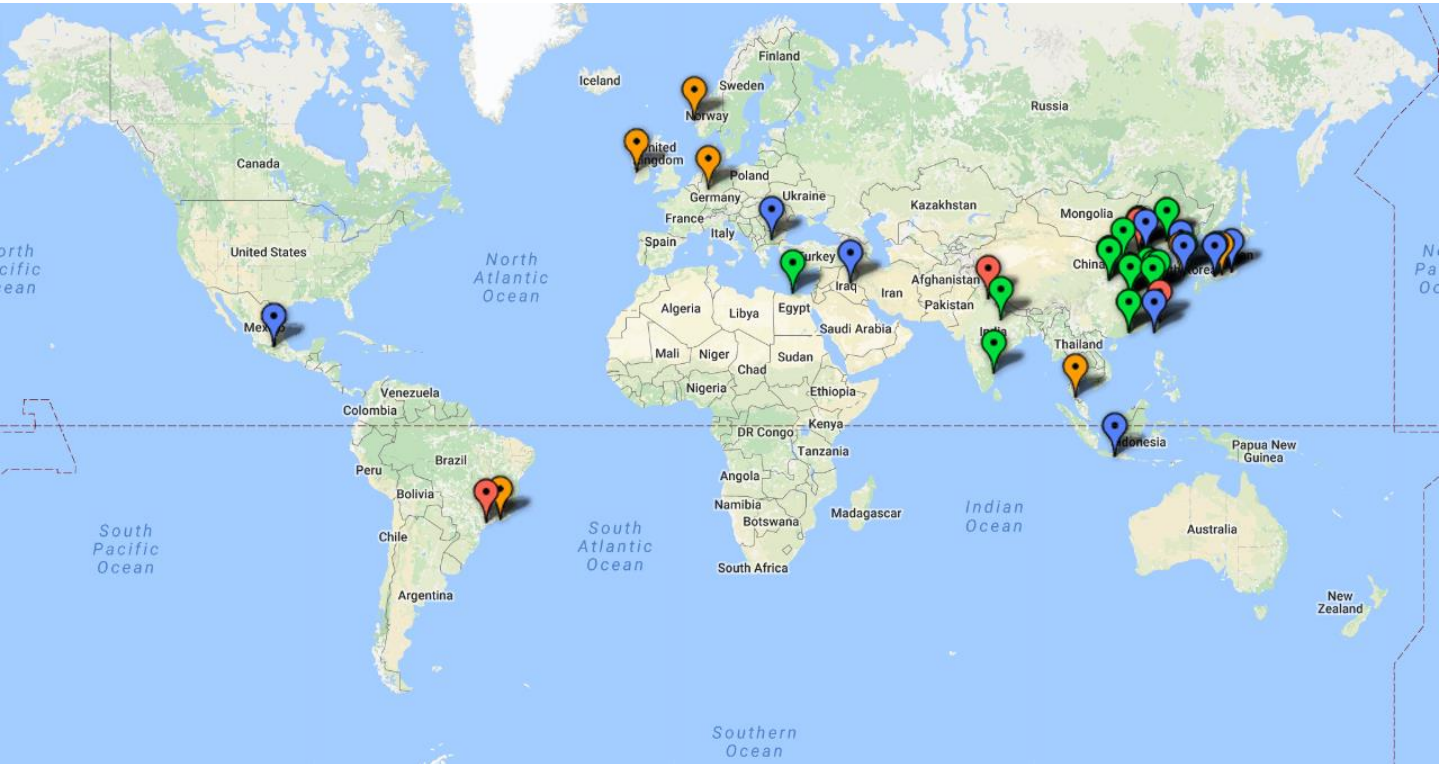 Finland
Iceland
Sweden
Russia
Norway
Canada
Poland
Ukraine
Germany
Kazakhstan
Mongolia
France
Italy
Spain
United States
North
Atlantic
Ocean
China
Afghanistan
Iraq
Iran
Pakistan
Algeria
Libya
Egypt
Saudi Arabia
India
Thailand
Mali
Niger
Sudan
Chad
Nigeria
Ethiopia
Venezuela
Colombia
DR Congo
Kenya
Tanzania
Papua New
Guinea
Brazil
Peru
Bolivia
Angola
Namibia
Botswana
Madagascar
Indian
Ocean
Australia
South
Pacific
Ocean
Chile
South
Atlantic
Ocean
South Africa
Argentina
New
Zealand
Southern
Ocean